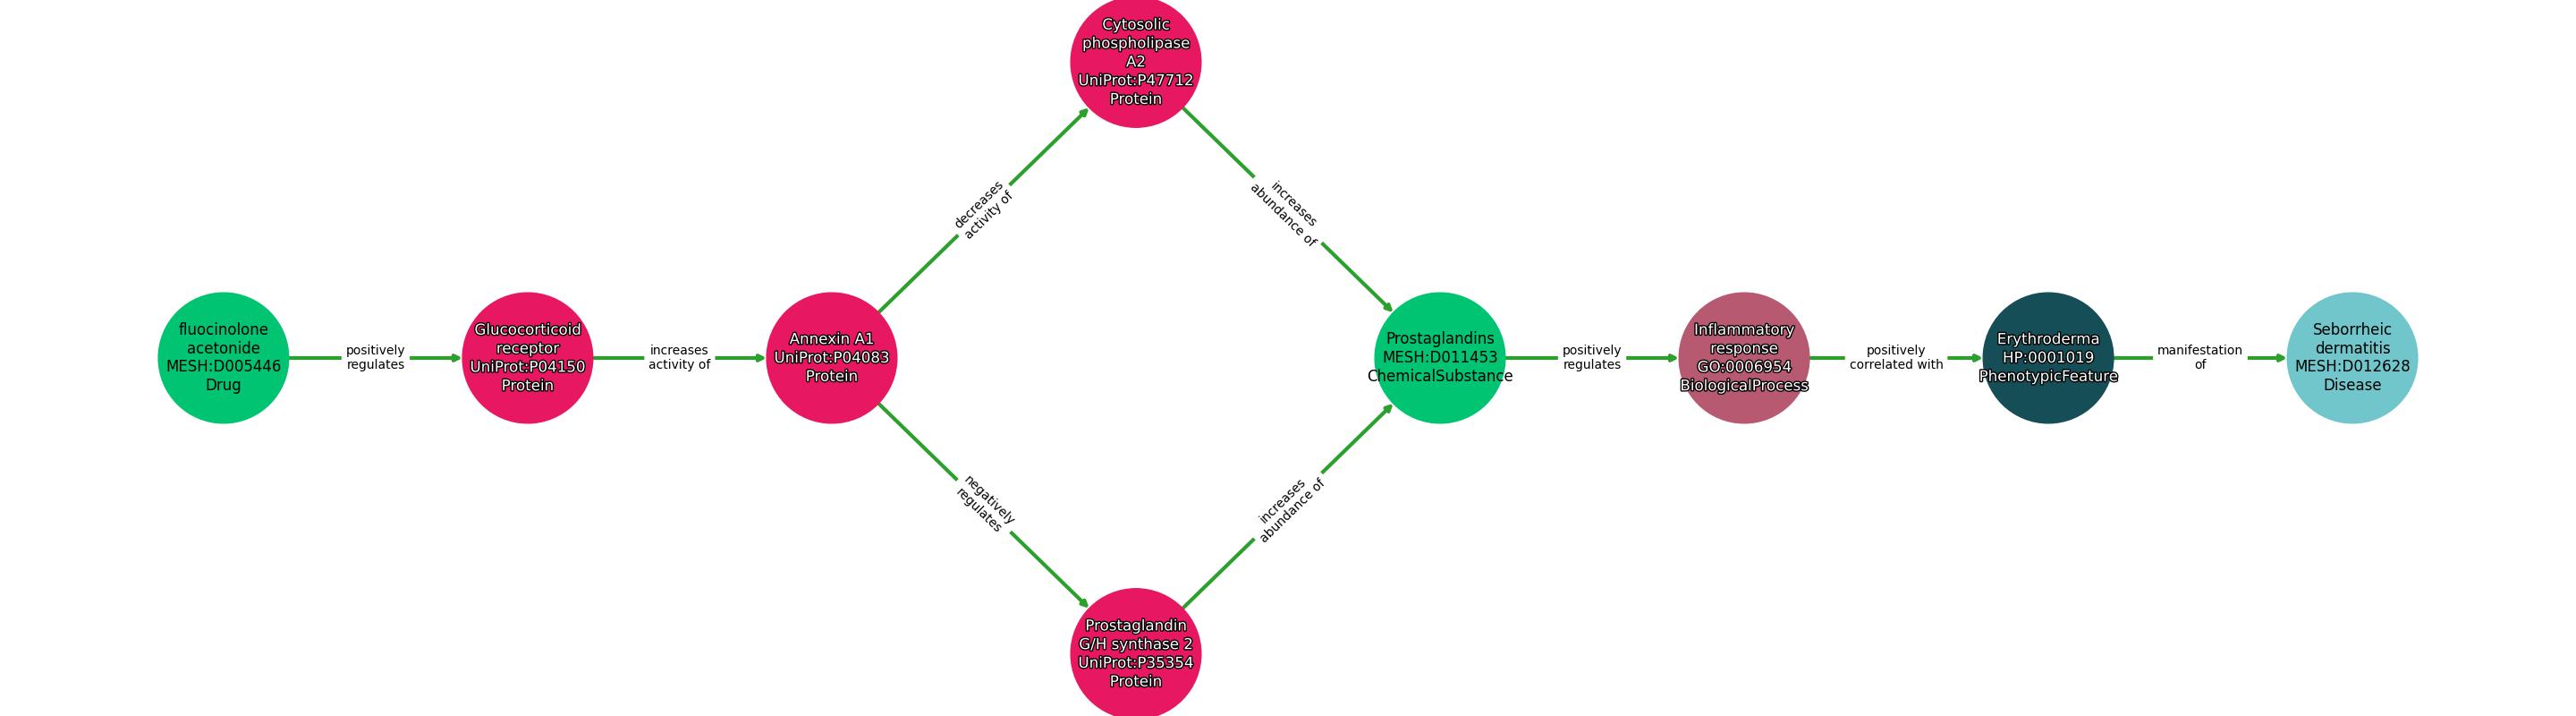 Cytosolic
phospholipase
A2
UniProt:P47712
Protein
decreases
activity of
increases
abundance of
fluocinolone
acetonide
MESH:D005446
Drug
positively
regulates
Glucocorticoid
receptor
UniProt:P04150
Protein
increases
activity of
Annexin A1
UniProt:P04083
Protein
Prostaglandins
MESH:D011453
ChemicalSubstance
positively
regulates
Inflammatory
response
GO:0006954
BiologicalProcess
positively
correlated with
Erythroderma
HP:0001019
PhenotypicFeature
manifestation
of
Seborrheic
dermatitis
MESH:D012628
Disease
negatively
regulates
increases
abundance of
Prostaglandin
G/H synthase 2
UniProt:P35354
Protein